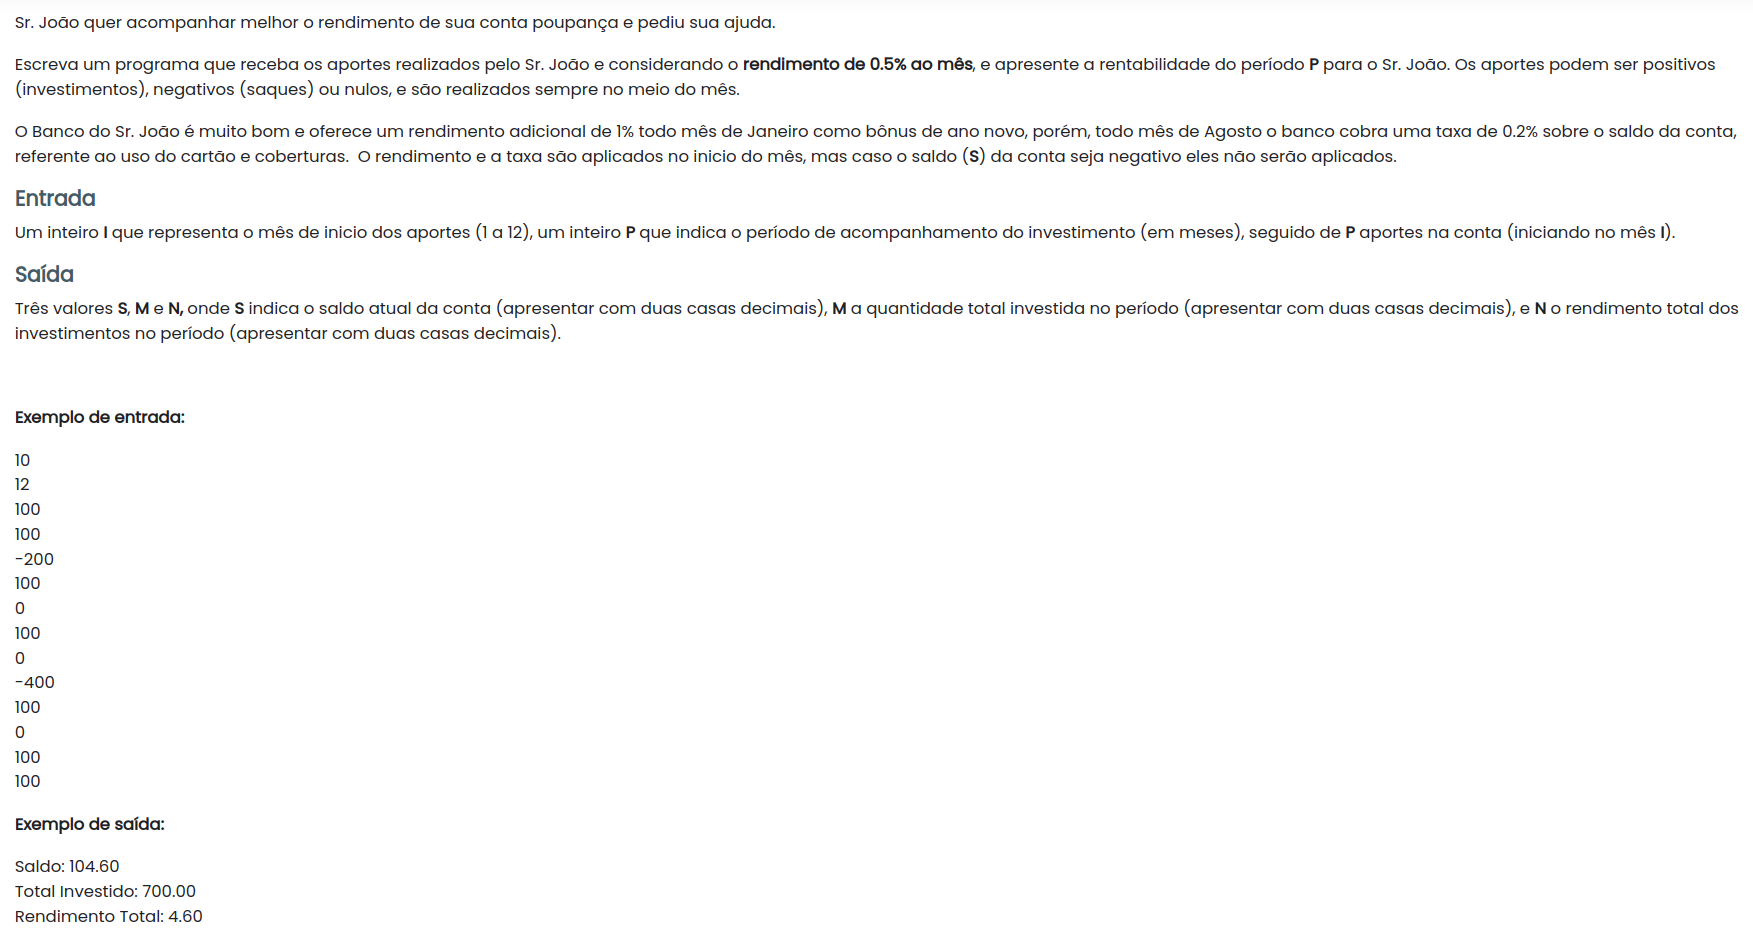 Sr. João quer acompanhar melhor o rendimento de sua conta poupança e pediu sua ajuda.
Escreva um programa que receba os aportes realizados pelo Sr. João e considerando o rendimento de 0.5% ao mês, e apresente a rentabilidade do período P para o Sr. João. Os aportes podem ser positivos
(investimentos), negativos (saques) ou nulos, e são realizados sempre no meio do mês.
O Banco do Sr. João é muito bom e oferece um rendimento adicional de 1% todo mês de Janeiro como bônus de ano novo, porém, todo mês de Agosto o banco cobra uma taxa de 0.2% sobre o saldo da conta,
referente ao uso do cartão e coberturas. O rendimento e a taxa são aplicados no inicio do mês, mas caso o saldo (S) da conta seja negativo eles não serão aplicados.
Entrada
Um inteiro I que representa o mês de inicio dos aportes (1 a 12), um inteiro P que indica o período de acompanhamento do investimento (em meses), seguido de P aportes na conta (iniciando no mês I).
Saída
Três valores S, M e N, onde S indica o saldo atual da conta (apresentar com duas casas decimais), M a quantidade total investida no período (apresentar com duas casas decimais), e N o rendimento total dos
investimentos no período (apresentar com duas casas decimais).
Exemplo de entrada:
10
12
100
100
-200
100
0
100
0
-400
100
0
100
100
Exemplo de saída:
Saldo: 104.60
Total Investido: 700.00
Rendimento Total: 4.60